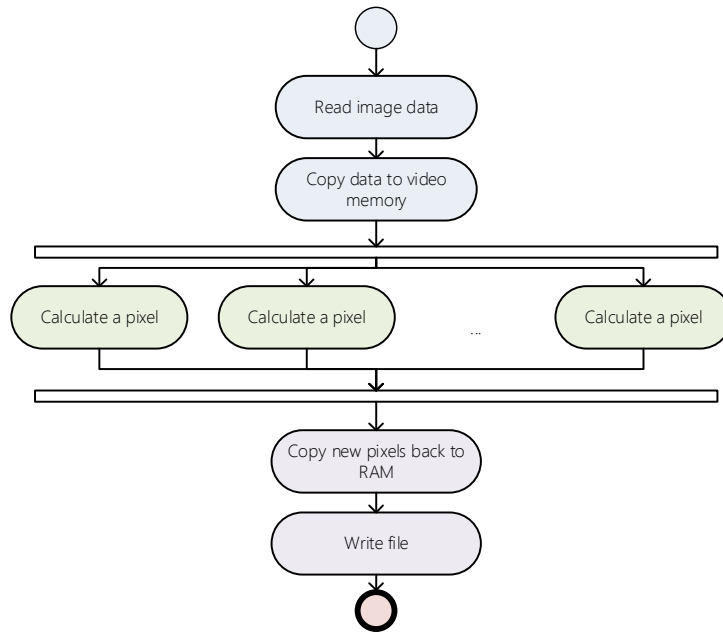 Read image data
Copy data to video
memory
Calculate a pixel
Calculate a pixel
...
Calculate a pixel
Copy new pixels back to
RAM
Write file